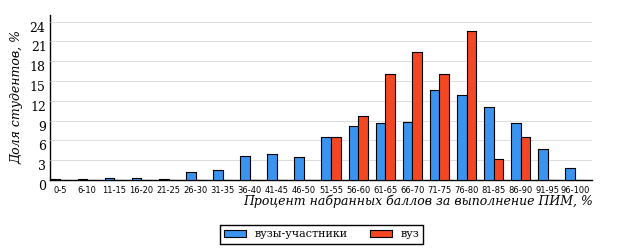 Доля студентов, %
24
21
18
15
12
9
6
3
0
0-5 6-10 11-15 16-20 21-25 26-30 31-35 36-40 41-45 46-50 51-55 56-60 61-65 66-70 71-75 76-80 81-85 86-90 91-95 96-100
Процент набранных баллов за выполнение ПИМ, %
вузы-участники вуз